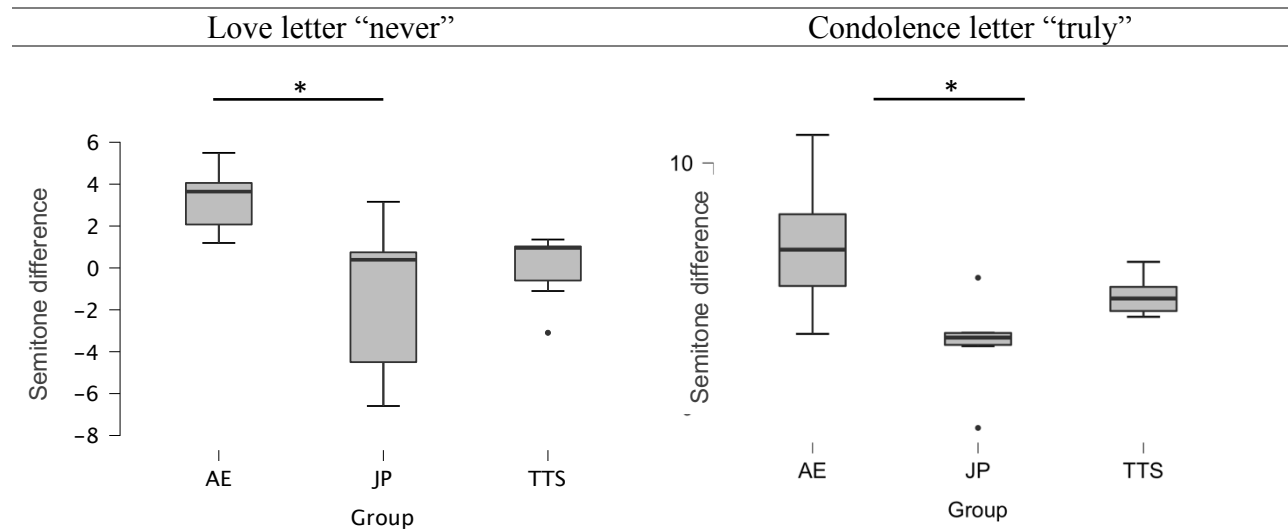 Love letter “never”
Condolence letter “truly”
*
*
Semitone difference
6
4
2
0
−2
−4
−6
−8
AE
JP
TTS
Group
Semitone difference
10
AE
JP
TTS
Group